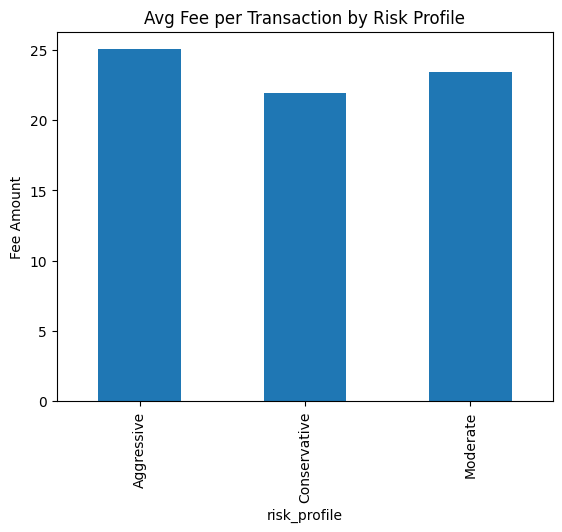 Avg Fee per Transaction by Risk Profile
Fee Amount
25
20
15
10
5
0
Aggressive
Conservative
Moderate
risk_profile